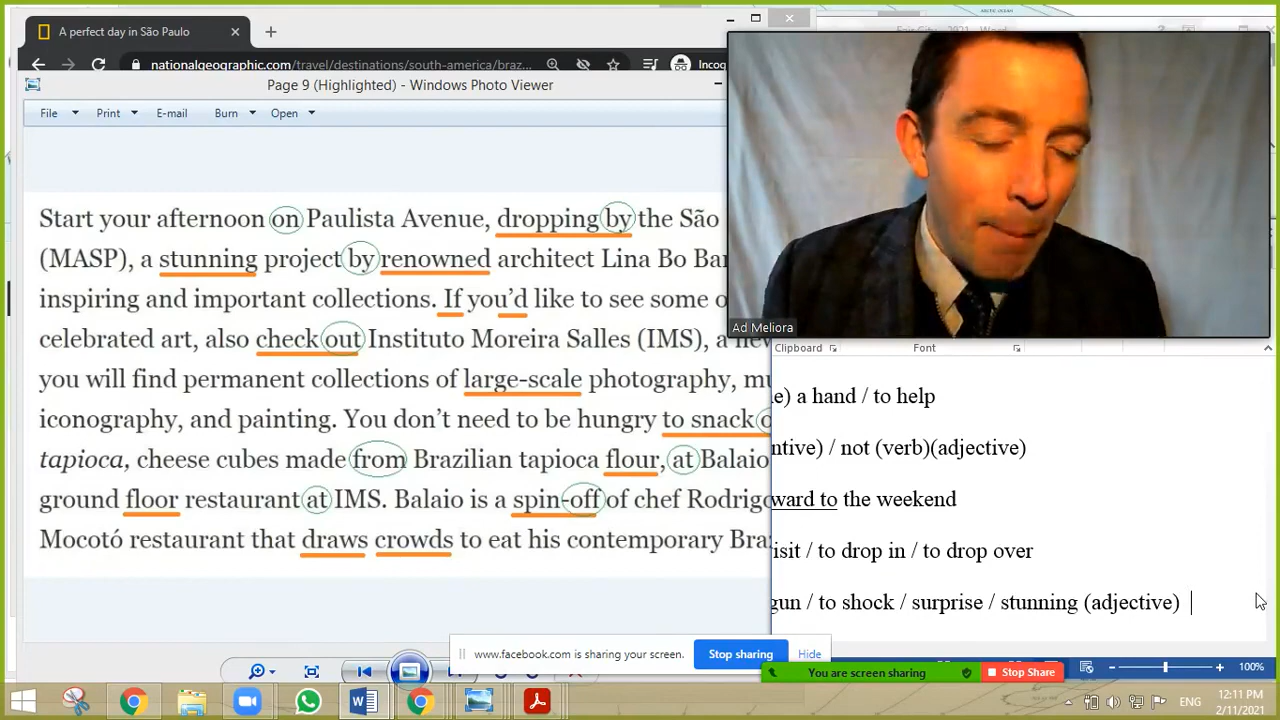 A perfect day in São Paulo
Fair City 2021 - Word
nationalgeographic.com/travel/destinations/south-america/braz...
Incog
Page 9 (Highlighted) - Windows Photo Viewer
File Print E-mail Burn Open
Start your afternoon on Paulista Avenue, dropping by the São
(MASP), a stunning project by renowned architect Lina Bo Bar
inspiring and important collections. If you'd like to see some o
celebrated art, also check out Instituto Moreira Salles (IMS), a new
you will find permanent collections of large-scale photography, mu
iconography, and painting. You don't need to be hungry to snack o
tapioca, cheese cubes made from Brazilian tapioca flour, at Balaio
ground floor restaurant at IMS. Balaio is a spin-off of chef Rodrigo
Mocotó restaurant that draws crowds to eat his contemporary Bra
Ad Meliora
Clipboard Font
e) a hand / to help
ntive) / not (verb)(adjective)
ward to the weekend
isit / to drop in / to drop over
gun / to shock / surprise / stunning (adjective)
www.facebook.com is sharing your screen. Stop sharing Hide
You are screen sharing Stop Share
100%
ENG
12:11 PM
2/11/2021